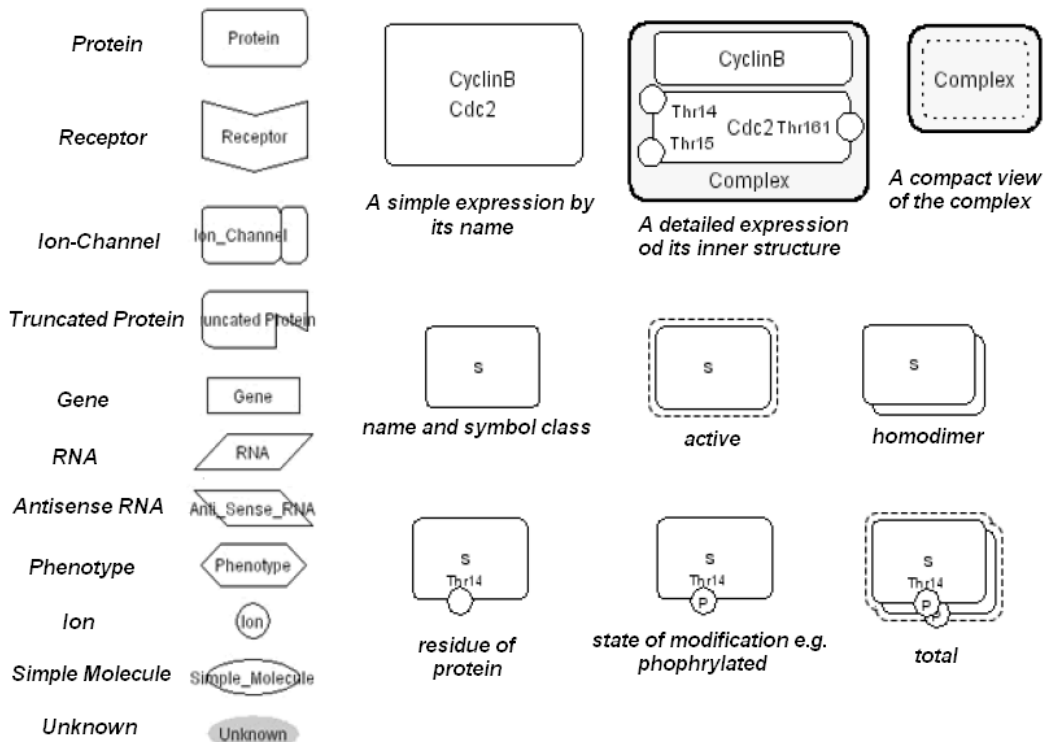 Protein
Protein
Receptor
Receptor
Ion-Channel
Ion_Channel
Truncated Protein
runcated Protein
Gene
Gene
RNA
RNA
Antisense RNA
Anti_Sense_RNA
Phenotype
Phenotype
Ion
Ion
Simple Molecule
Simple_Molecule
Unknown
Unknown
CyclinB
Cdc2
A simple expression by
its name
CyclinB
Thr14
Cdc2 Thr161
Thr15
Complex
A detailed expression
od its inner structure
Complex
A compact view
of the complex
S
name and symbol class
S
active
S
homodimer
S
Thr14
residue of
protein
S
Thr14
P
state of modification e.g.
phophrylated
S
Thr14
P
P
total